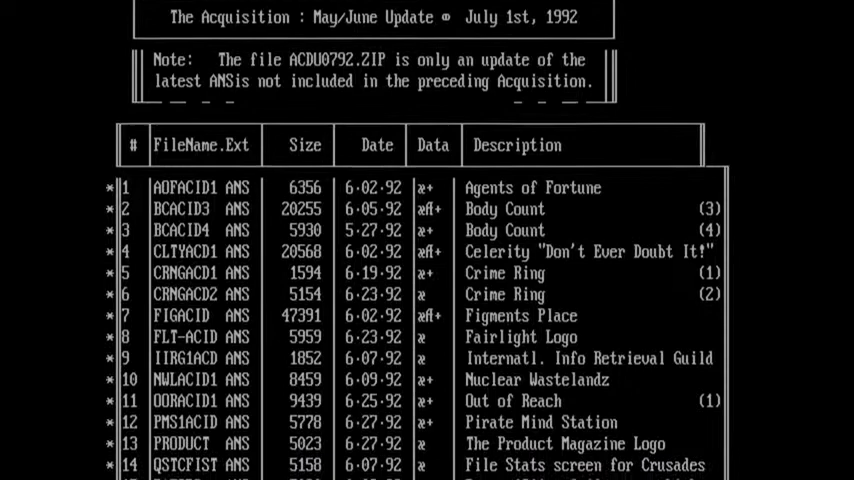 The Acquisition : May/June Update ⊚ July 1st, 1992
Note: The file ACDU0792.ZIP is only an update of the
latest ANSis not included in the preceding Acquisition.
# FileName.Ext Size Date Data Description
*1 AOFACID1 ANS 6356 6·02·92 æ+ Agents of Fortune
*2 BCACID3 ANS 20255 6·05·92 æff+ Body Count (3)
*3 BCACID4 ANS 5930 5·27·92 æ+ Body Count (4)
*4 CLTYACD1 ANS 20568 6·02·92 æff+ Celerity "Don't Ever Doubt It!"
*5 CRNGACD1 ANS 1594 6·19·92 æ+ Crime Ring (1)
*6 CRNGACD2 ANS 5154 6·23·92 æ Crime Ring (2)
*7 FIGACID ANS 47391 6·02·92 æff+ Figments Place
*8 FLT-ACID ANS 5959 6·23·92 æ Fairlight Logo
*9 IIRG1ACD ANS 1852 6·07·92 æ Internatl. Info Retrieval Guild
*10 NWLACID1 ANS 8459 6·09·92 æ+ Nuclear Wastelandz
*11 OORACID1 ANS 9439 6·25·92 æ+ Out of Reach (1)
*12 PMS1ACID ANS 5778 6·27·92 æ+ Pirate Mind Station
*13 PRODUCT ANS 5023 6·27·92 æ The Product Magazine Logo
*14 QSTCFIST ANS 5158 6·07·92 æ File Stats screen for Crusades